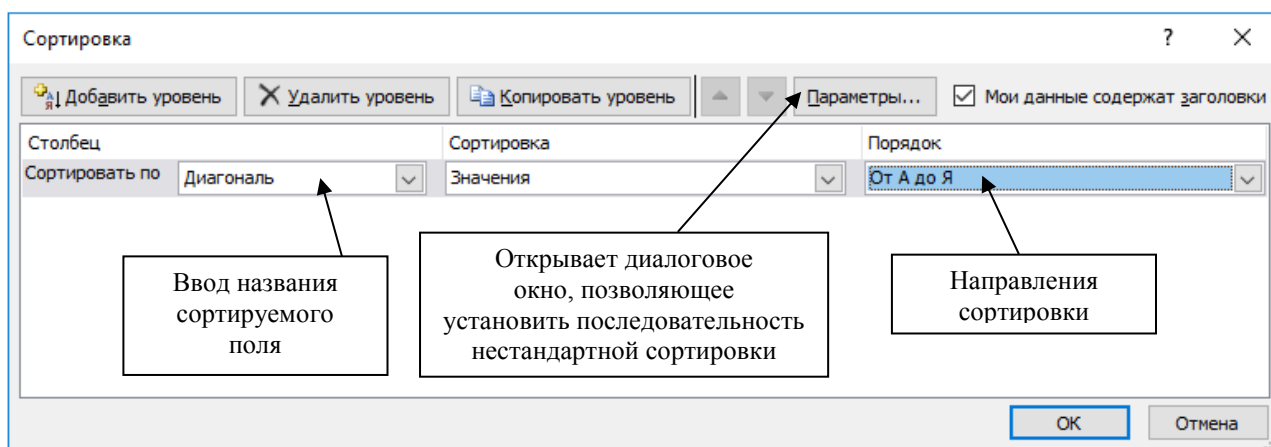 Сортировка ?
Добавить уровень Удалить уровень Копировать уровень Параметры... Мои данные содержат заголовки
Столбец Сортировка Порядок
Сортировать по Диагональ Значения От А до Я
Ввод названия
сортируемого
поля
Открывает диалоговое
окно, позволяющее
установить последовательность
нестандартной сортировки
Направления
сортировки
ОК Отмена